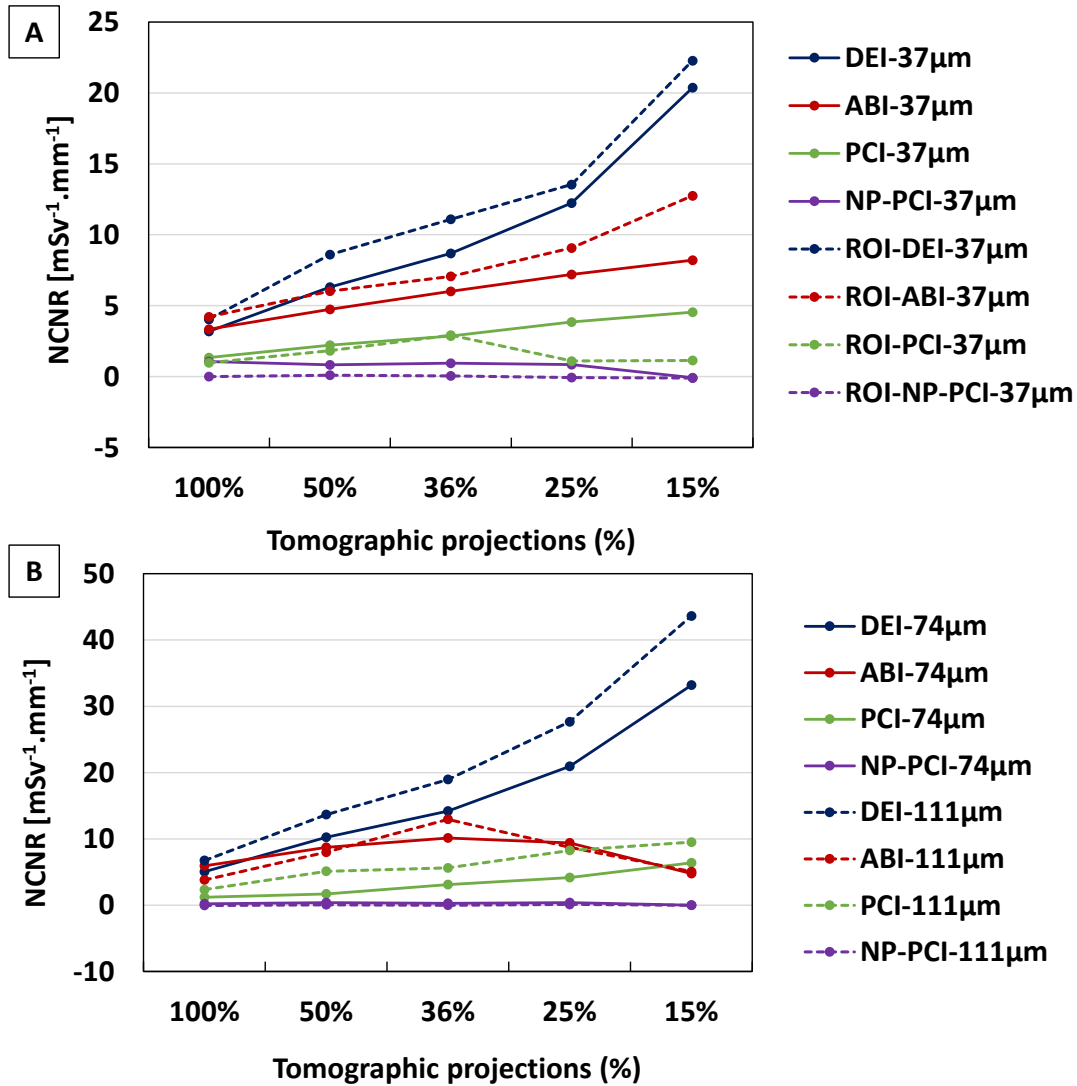 A
25
20
15
10
5
0
-5
NCNR [mSv⁻¹.mm⁻¹]
100% 50% 36% 25% 15%
Tomographic projections (%)
DEI-37µm
ABI-37µm
PCI-37µm
NP-PCI-37µm
ROI-DEI-37µm
ROI-ABI-37µm
ROI-PCI-37µm
ROI-NP-PCI-37µm
B
50
40
30
20
10
0
-10
NCNR [mSv⁻¹.mm⁻¹]
100% 50% 36% 25% 15%
Tomographic projections (%)
DEI-74µm
ABI-74µm
PCI-74µm
NP-PCI-74µm
DEI-111µm
ABI-111µm
PCI-111µm
NP-PCI-111µm